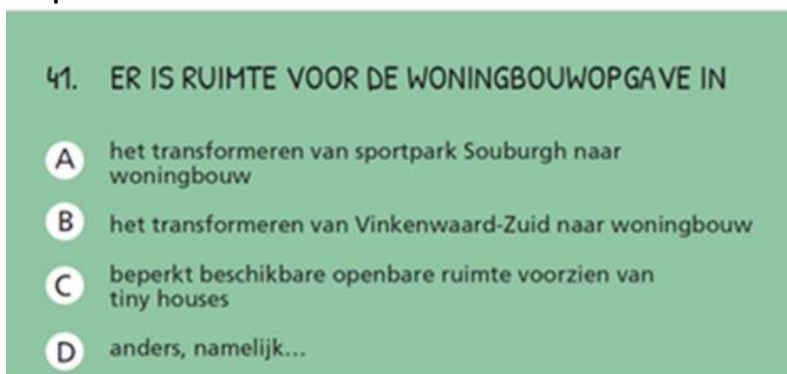 41. ER IS RUIMTE VOOR DE WONINGBOUWOPGAVE IN
A het transformeren van sportpark Souburgh naar
woningbouw
B het transformeren van Vinkenwaard-Zuid naar woningbouw
C beperkt beschikbare openbare ruimte voorzien van
tiny houses
D anders, namelijk...